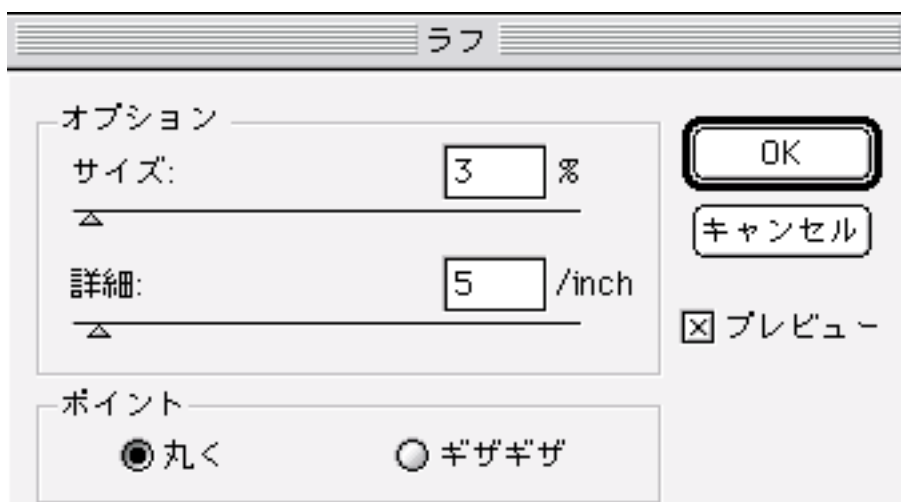 ラフ
オプション
サイズ: 3 %
詳細: 5 /inch
ポイント
丸く ギザギザ
OK
キャンセル
プレビュー